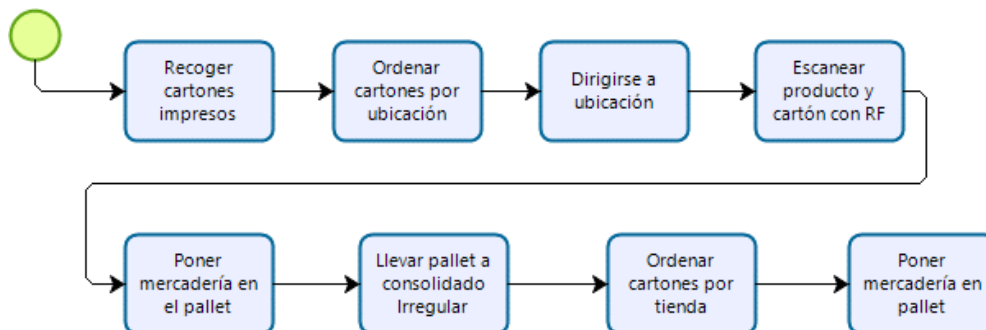 Recoger
cartones
impresos
Ordenar
cartones por
ubicación
Dirigirse a
ubicación
Escanear
producto y
cartón con RF
Poner
mercadería en
el pallet
Llevar pallet a
consolidado
Irregular
Ordenar
cartones por
tienda
Poner
mercadería en
pallet